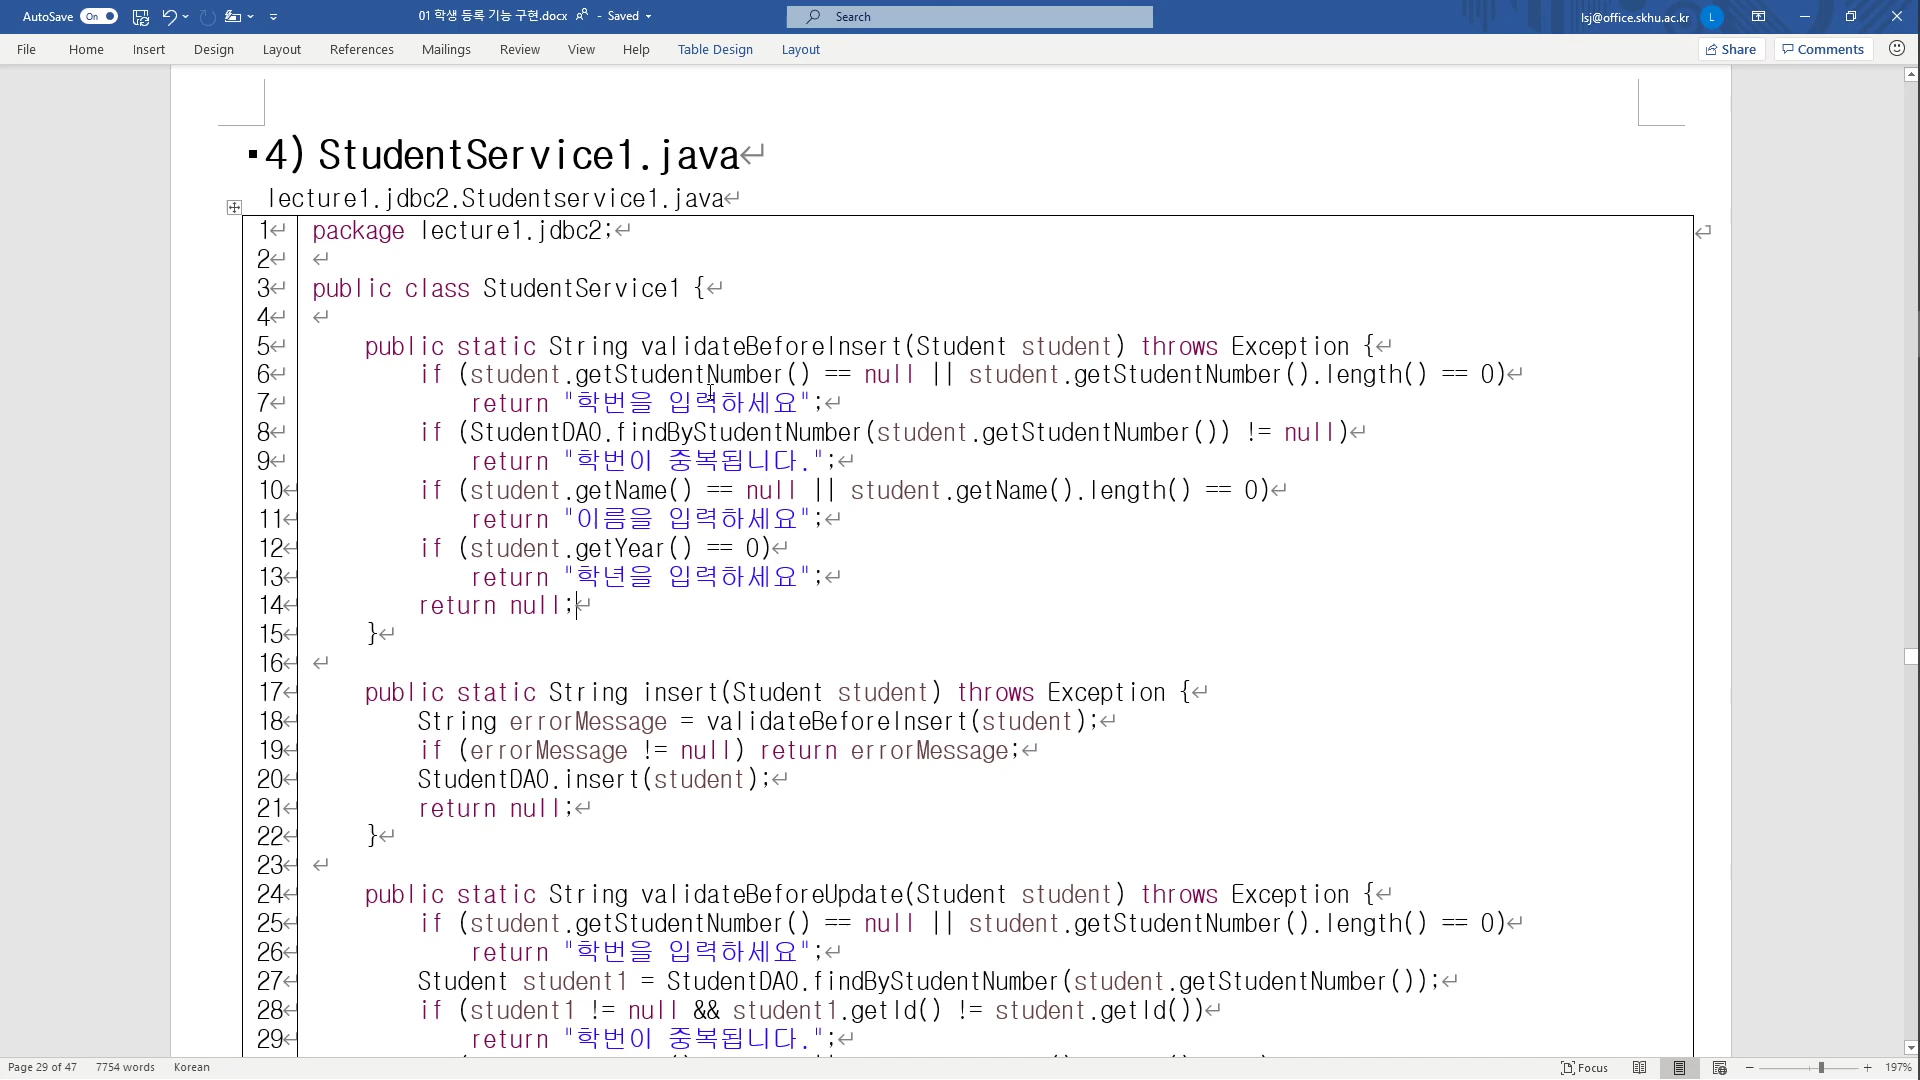 AutoSave On 01 학생 등록 기능 구현.docx - Saved Search lsj@office.skhu.ac.kr L
File Home Insert Design Layout References Mailings Review View Help Table Design Layout Share Comments
4) StudentService1.java
lecture1.jdbc2.Studentservice1.java
1 package lecture1.jdbc2;
2
3 public class StudentService1 {
4
5 public static String validateBeforeInsert(Student student) throws Exception {
6 if (student.getStudentNumber() == null || student.getStudentNumber().length() == 0)
7 return "학번을 입력하세요";
8 if (StudentDAO.findByStudentNumber(student.getStudentNumber()) != null)
9 return "학번이 중복됩니다.";
10 if (student.getName() == null || student.getName().length() == 0)
11 return "이름을 입력하세요";
12 if (student.getYear() == 0)
13 return "학년을 입력하세요";
14 return null;
15 }
16
17 public static String insert(Student student) throws Exception {
18 String errorMessage = validateBeforeInsert(student);
19 if (errorMessage != null) return errorMessage;
20 StudentDAO.insert(student);
21 return null;
22 }
23
24 public static String validateBeforeUpdate(Student student) throws Exception {
25 if (student.getStudentNumber() == null || student.getStudentNumber().length() == 0)
26 return "학번을 입력하세요";
27 Student student1 = StudentDAO.findByStudentNumber(student.getStudentNumber());
28 if (student1 != null && student1.getId() != student.getId())
29 return "학번이 중복됩니다.";
Page 29 of 47 7754 words Korean Focus 197%